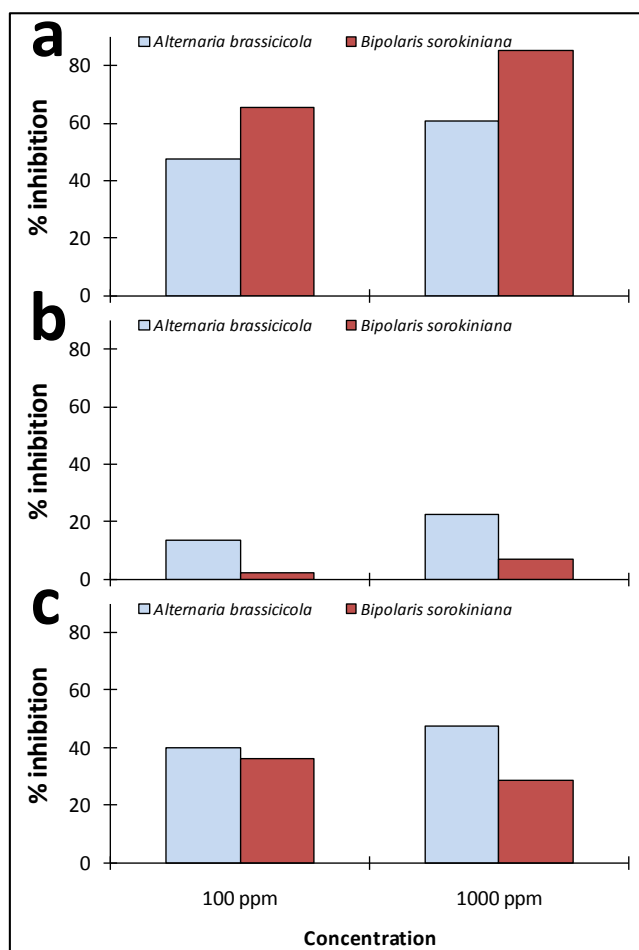 a
Alternaria brassicicola
Bipolaris sorokiniana
80
60
40
20
0
% inhibition
b
Alternaria brassicicola
Bipolaris sorokiniana
80
60
40
20
0
% inhibition
c
Alternaria brassicicola
Bipolaris sorokiniana
80
60
40
20
0
% inhibition
100 ppm
1000 ppm
Concentration